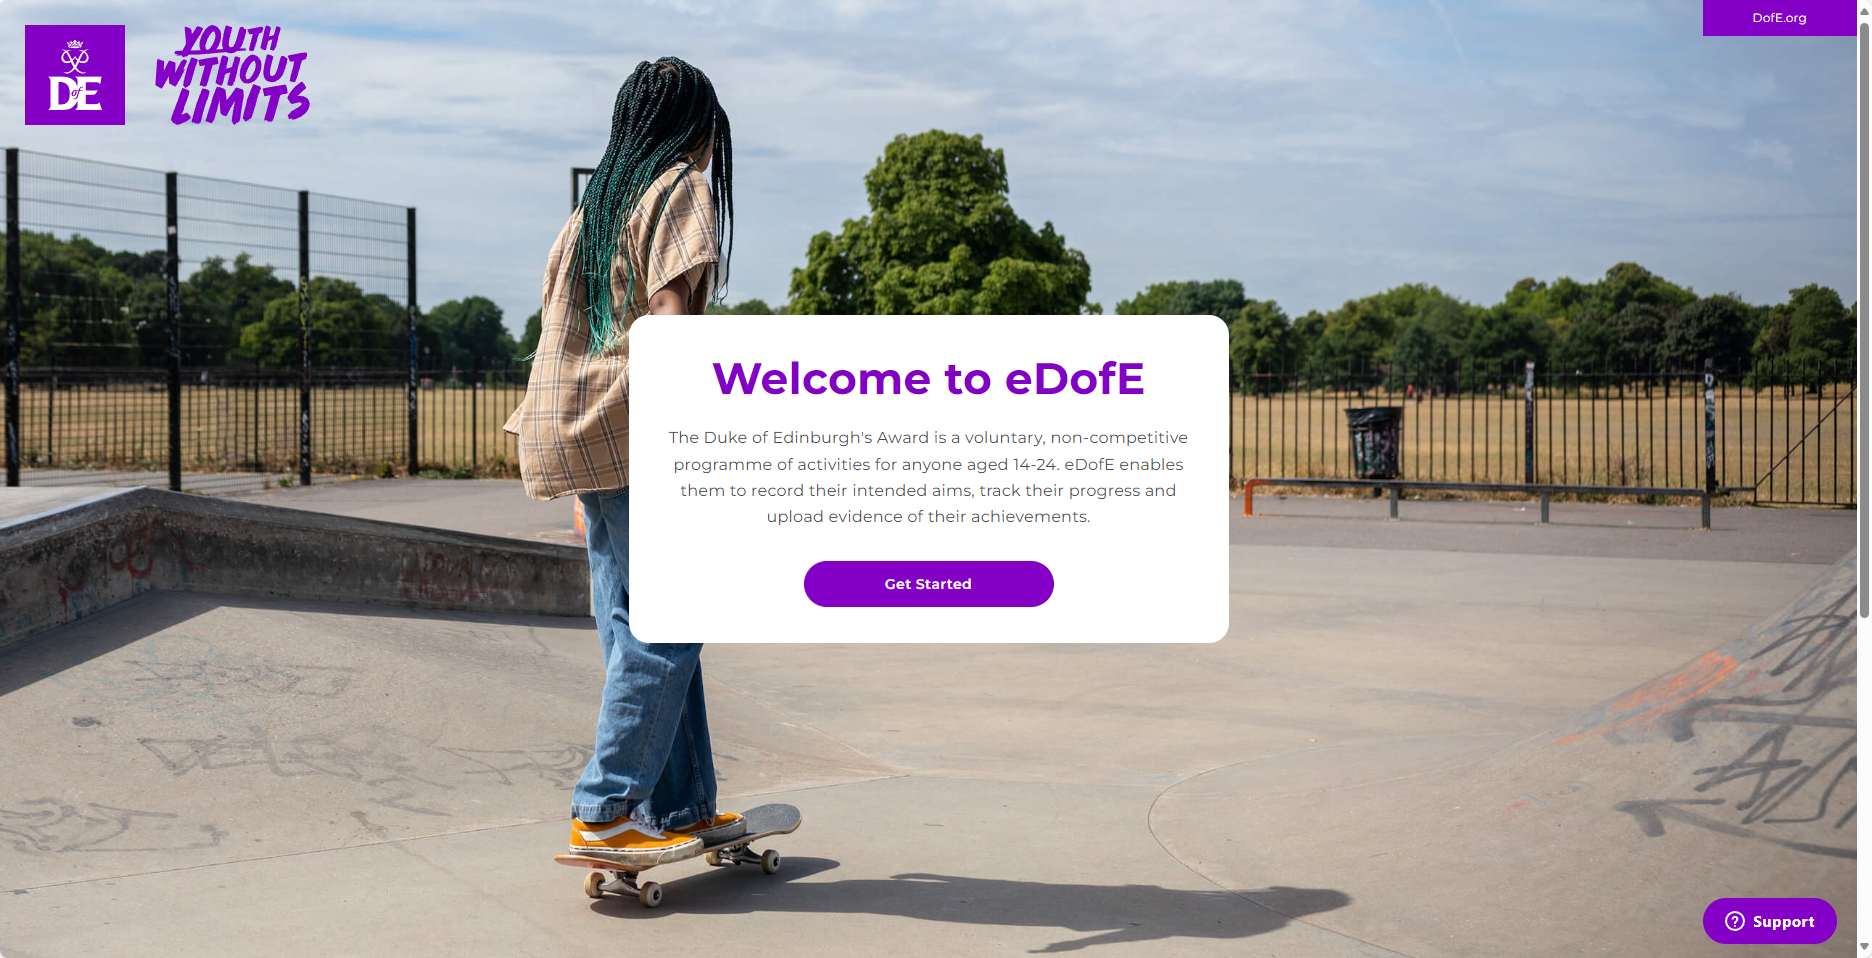 DofE.org
DofE
YOUTH
WITHOUT
LIMITS
Welcome to eDofE
The Duke of Edinburgh's Award is a voluntary, non-competitive
programme of activities for anyone aged 14-24. eDofE enables
them to record their intended aims, track their progress and
upload evidence of their achievements.
Get Started
Support